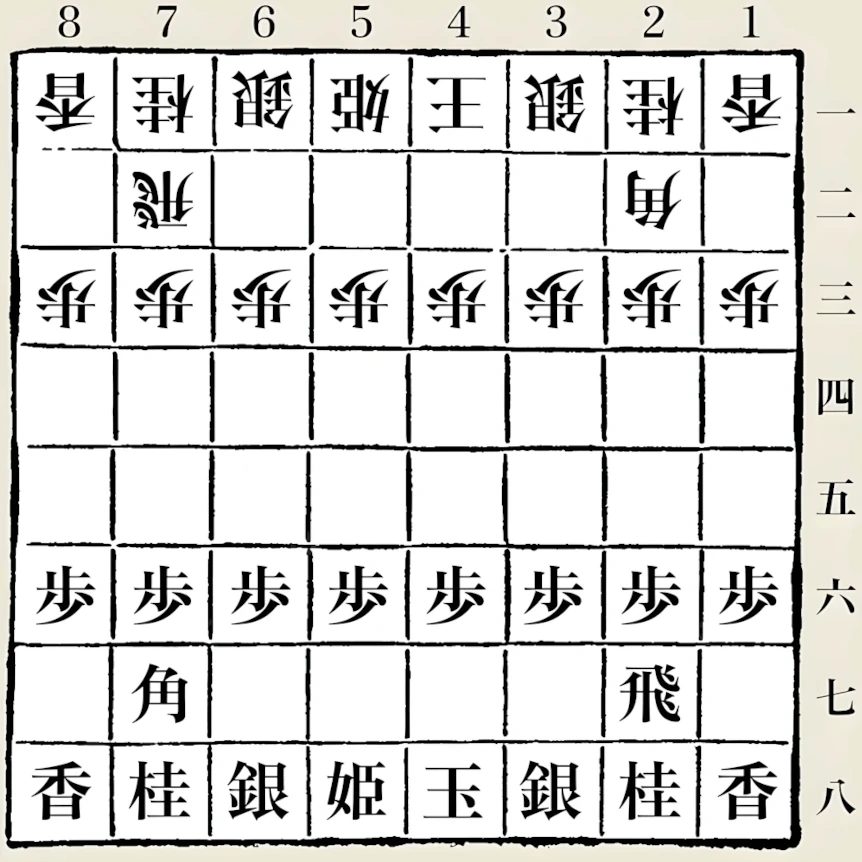 8 7 6 5 4 3 2 1
香 桂 銀 姫 王 銀 桂 香 一
飛 角 二
歩 歩 歩 歩 歩 歩 歩 歩 三
四
五
歩 歩 歩 歩 歩 歩 歩 歩 六
角 飛 七
香 桂 銀 姫 玉 銀 桂 香 八